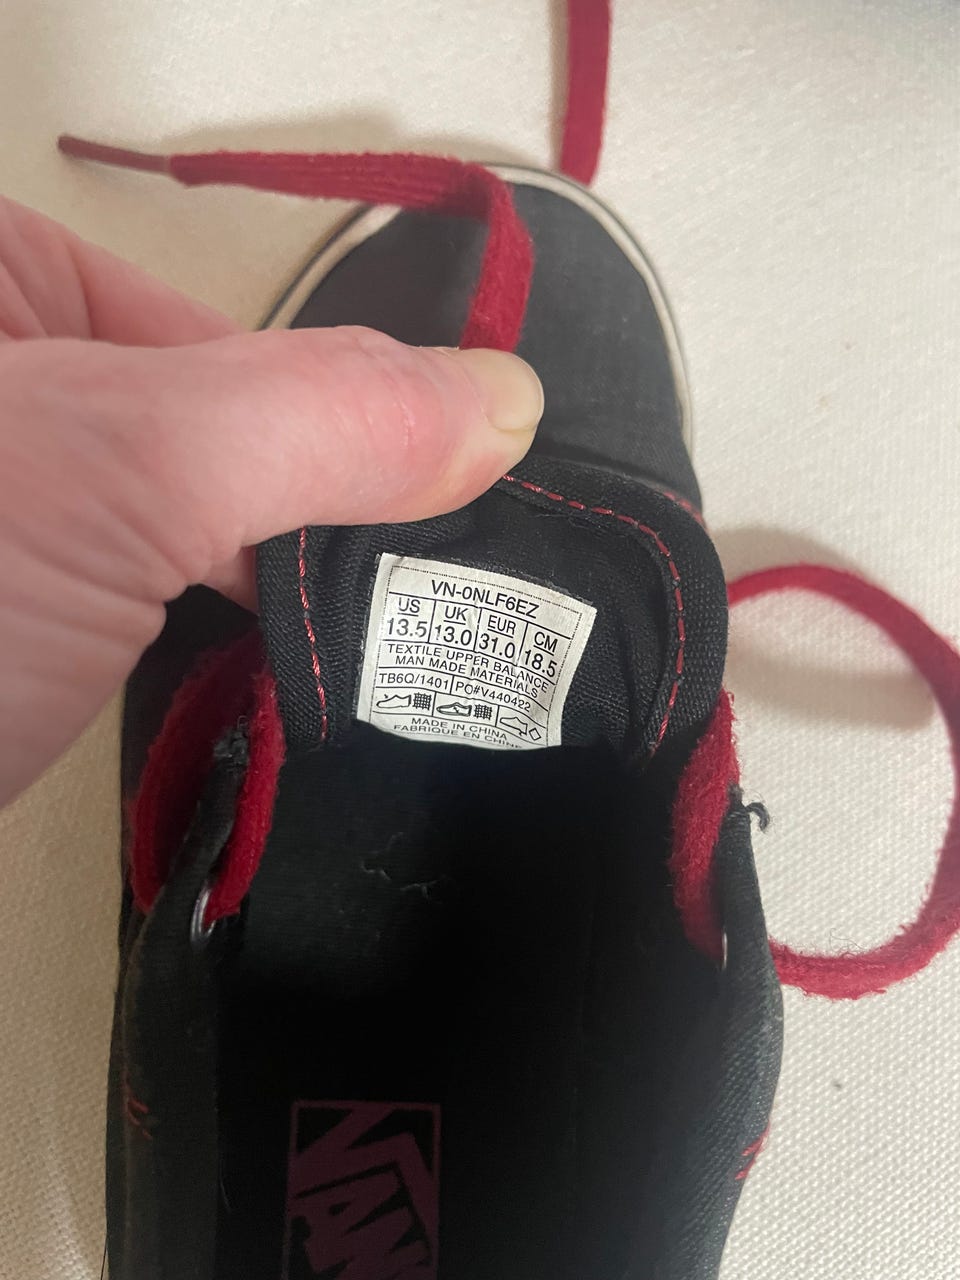 VN-0NLF6EZ
US UK EUR CM
13.5 13.0 31.0 18.5
TEXTILE UPPER BALANCE
MAN MADE MATERIALS
TB6Q/1401 PO#V440422
MADE IN CHINA
FABRIQUE EN CHINE
VANS